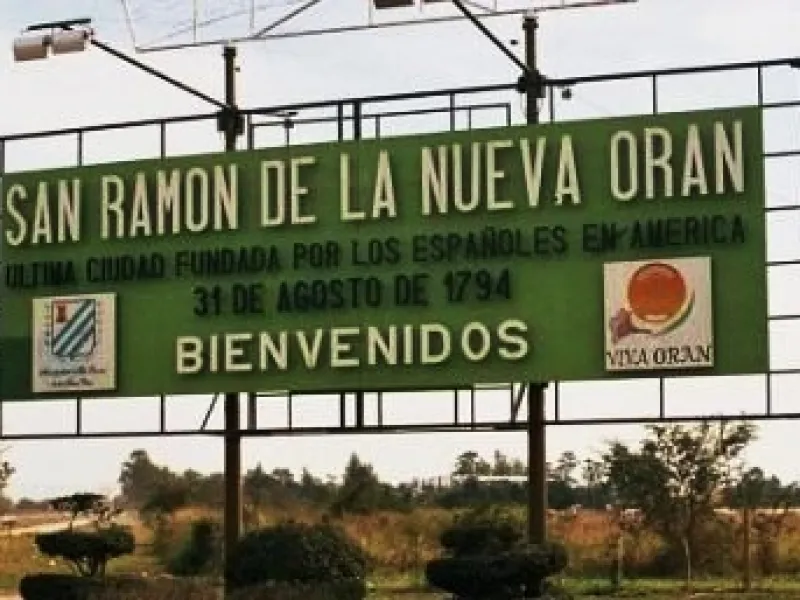 SAN RAMON DE LA NUEVA ORAN
ULTIMA CIUDAD FUNDADA POR LOS ESPAÑOLES EN AMERICA
31 DE AGOSTO DE 1794
BIENVENIDOS
VIVA ORAN